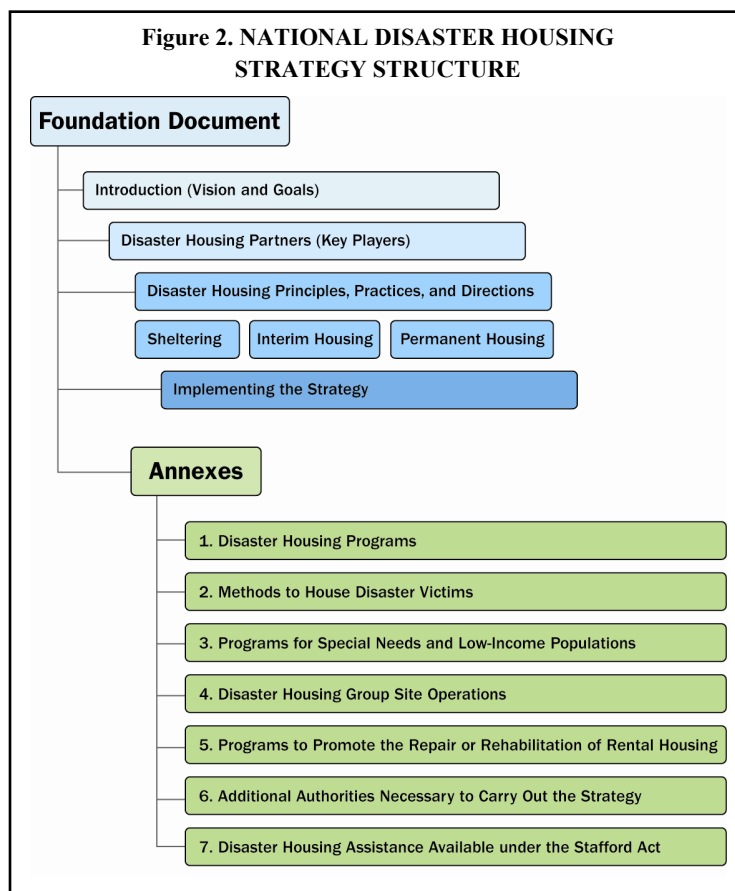 Figure 2. NATIONAL DISASTER HOUSING
STRATEGY STRUCTURE
Foundation Document
Introduction (Vision and Goals)
Disaster Housing Partners (Key Players)
Disaster Housing Principles, Practices, and Directions
Sheltering
Interim Housing
Permanent Housing
Implementing the Strategy
Annexes
1. Disaster Housing Programs
2. Methods to House Disaster Victims
3. Programs for Special Needs and Low-Income Populations
4. Disaster Housing Group Site Operations
5. Programs to Promote the Repair or Rehabilitation of Rental Housing
6. Additional Authorities Necessary to Carry Out the Strategy
7. Disaster Housing Assistance Available under the Stafford Act